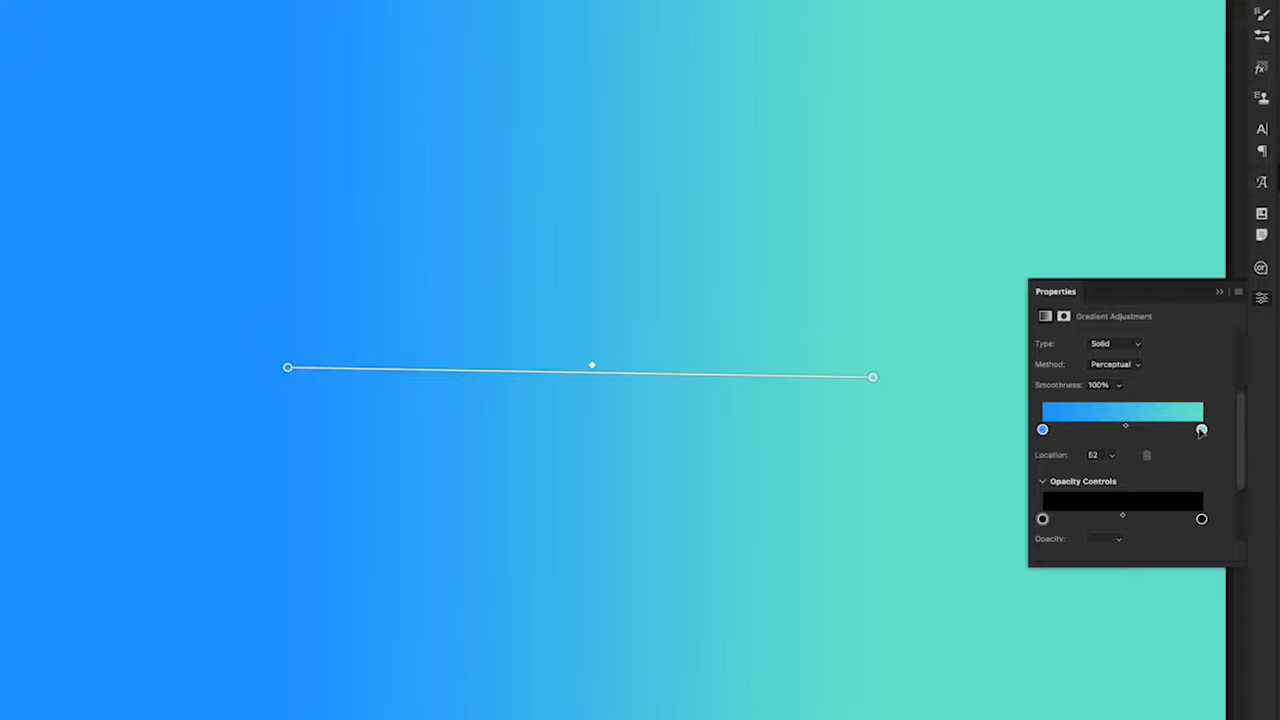 Properties
Gradient Adjustment
Type: Solid
Method: Perceptual
Smoothness: 100%
Location: 52
Opacity Controls
Opacity: